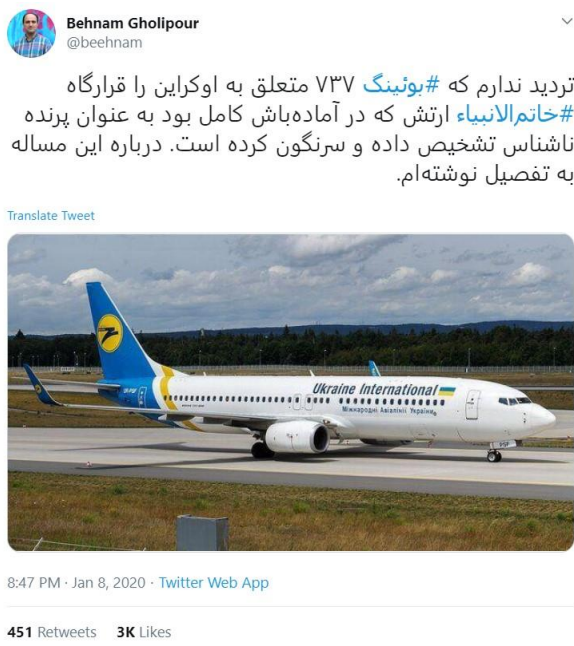 Behnam Gholipour
@beehnam
تردید ندارم که #بوئینگ ۷۳۷ متعلق به اوکراین را قرارگاه
#خاتم‌الانبیاء ارتش که در آماده‌باش کامل بود به عنوان پرنده
ناشناس تشخیص داده و سرنگون کرده است. درباره این مساله
به تفصیل نوشته‌ام.
Translate Tweet
Ukraine International
Міжнародні Авіалінії України
PSF
8:47 PM · Jan 8, 2020 · Twitter Web App
451 Retweets 3K Likes